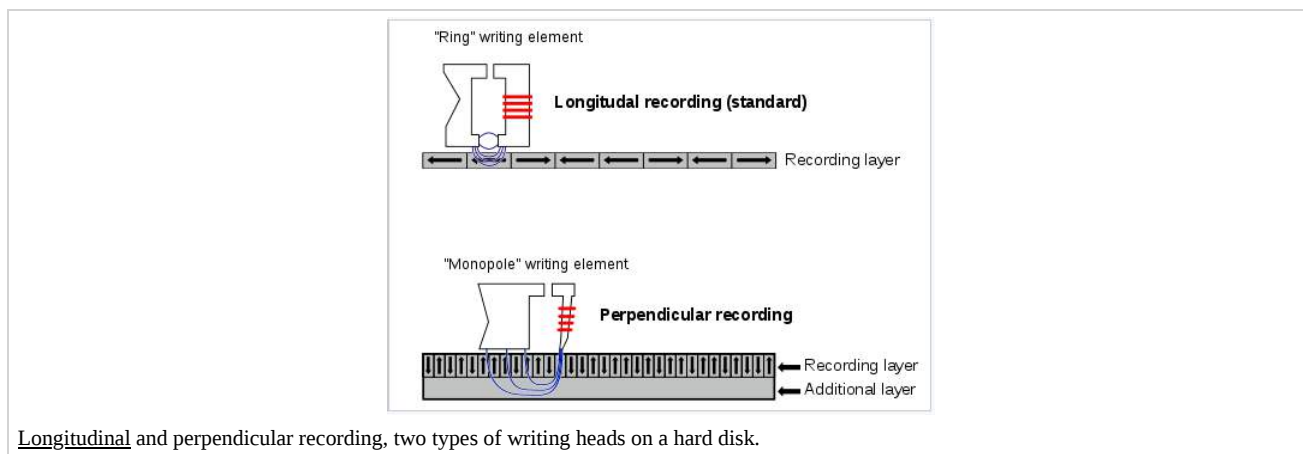 "Ring" writing element
Longitudal recording (standard)
Recording layer
"Monopole" writing element
Perpendicular recording
Recording layer
Additional layer
Longitudinal and perpendicular recording, two types of writing heads on a hard disk.